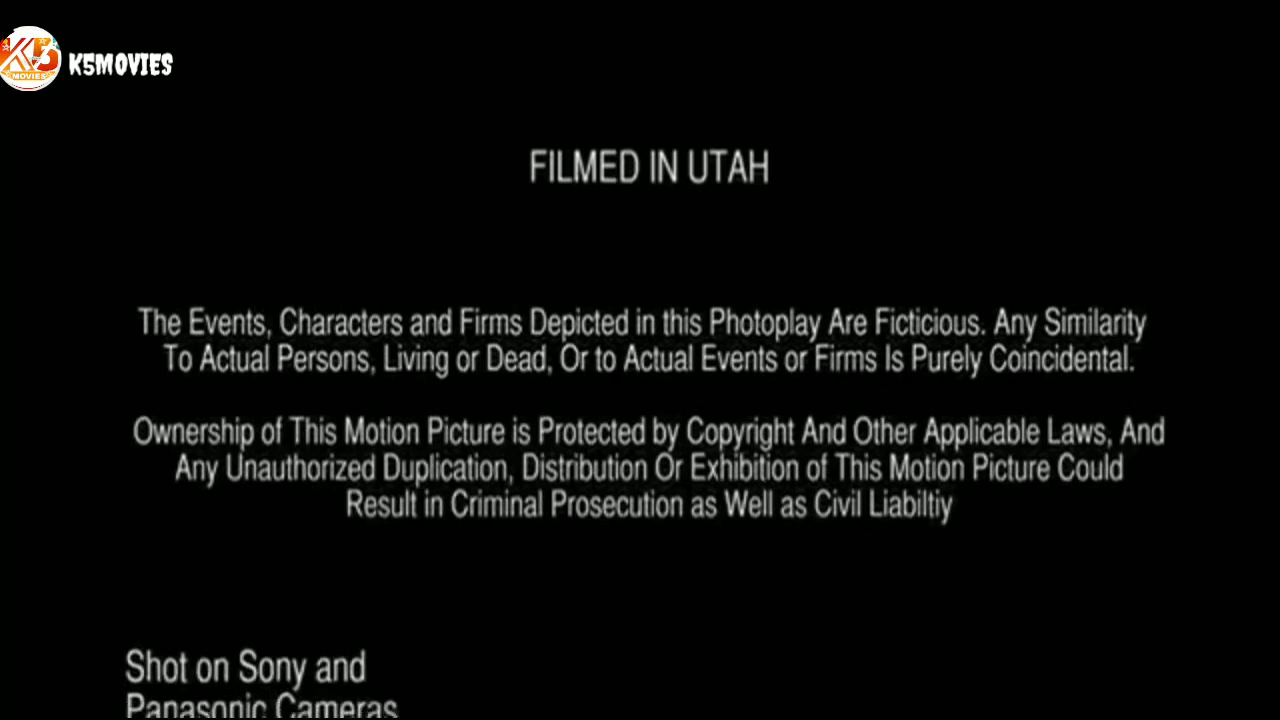 K5
MOVIES
K5MOVIES
FILMED IN UTAH
The Events, Characters and Firms Depicted in this Photoplay Are Ficticious. Any Similarity
To Actual Persons, Living or Dead, Or to Actual Events or Firms Is Purely Coincidental.
Ownership of This Motion Picture is Protected by Copyright And Other Applicable Laws, And
Any Unauthorized Duplication, Distribution Or Exhibition of This Motion Picture Could
Result in Criminal Prosecution as Well as Civil Liabiltiy
Shot on Sony and
Panasonic Cameras